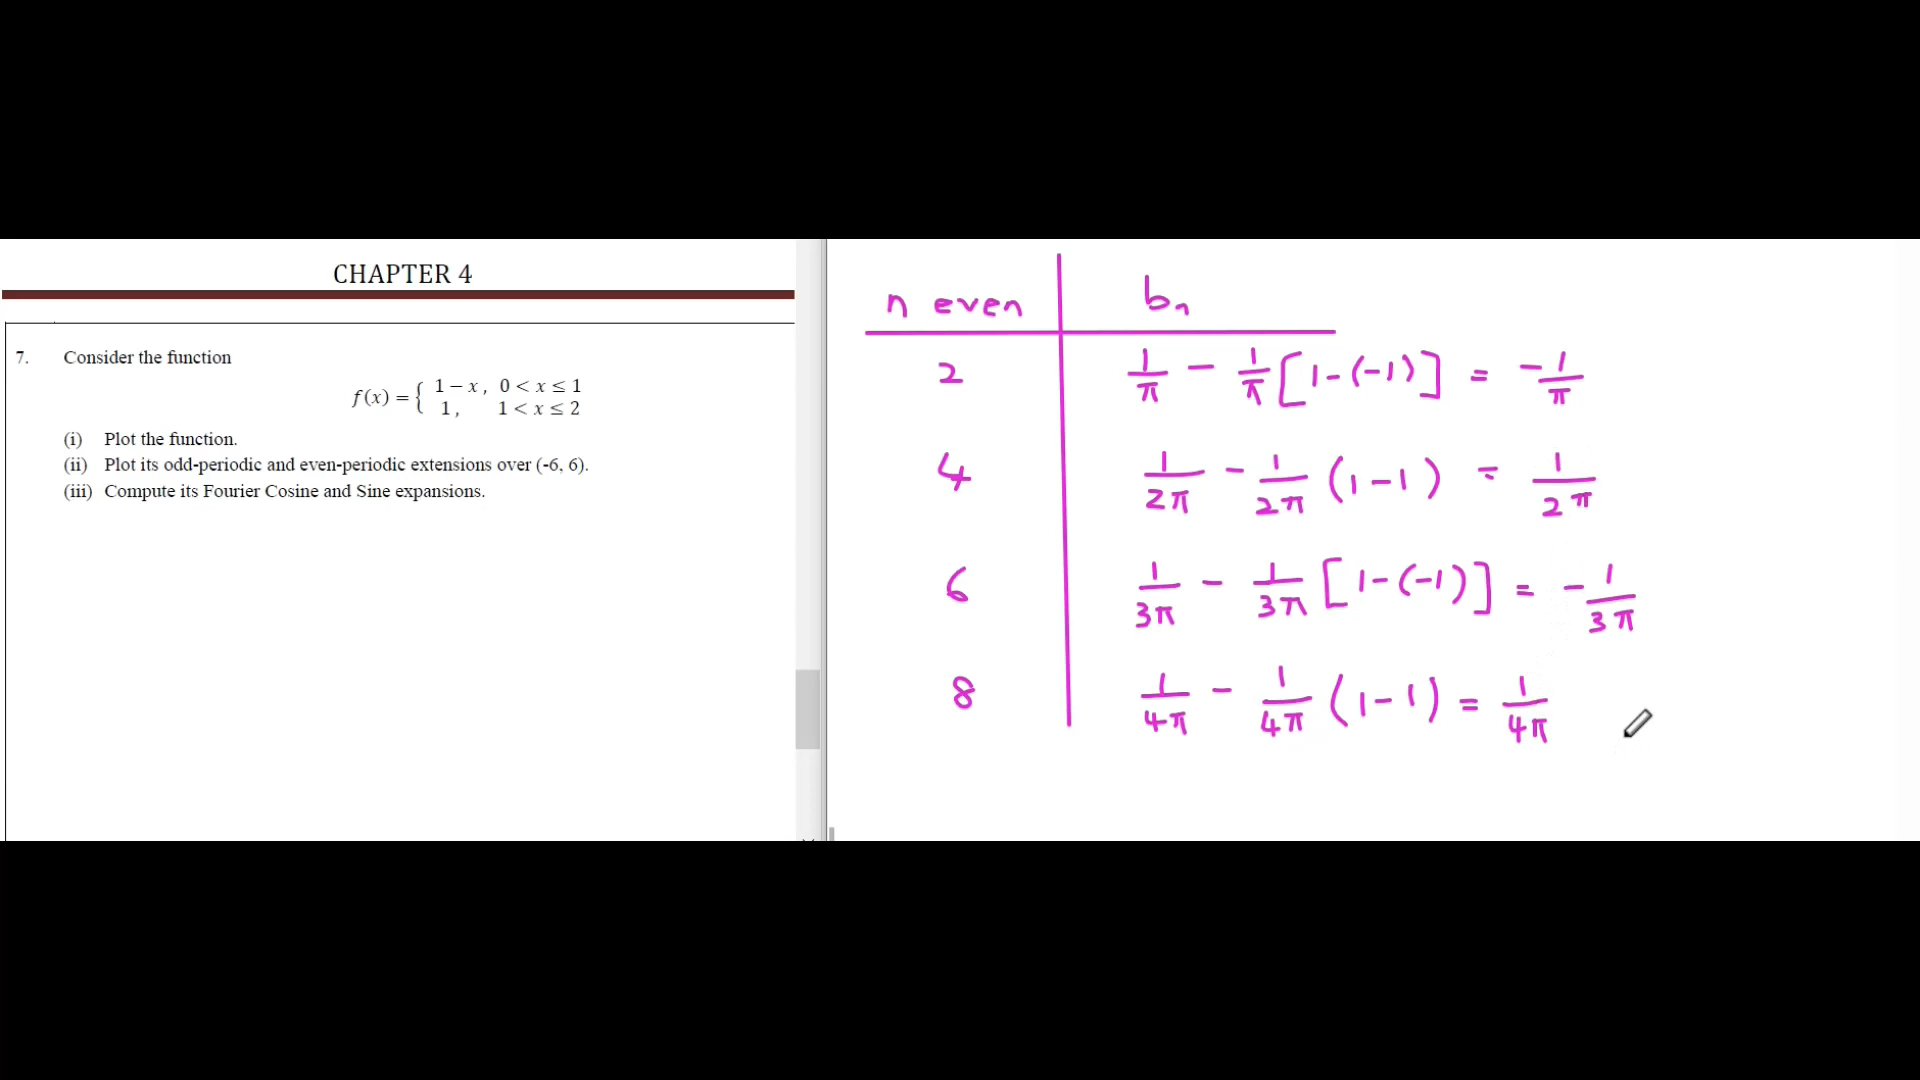 CHAPTER 4
7. Consider the function
f(x) = { 1 − x , 0 < x ≤ 1
1 , 1 < x ≤ 2
(i) Plot the function.
(ii) Plot its odd-periodic and even-periodic extensions over (-6, 6).
(iii) Compute its Fourier Cosine and Sine expansions.
n even bₙ
2 1/π − 1/π [1-(-1)] = -1/π
4 1/2π − 1/2π (1-1) = 1/2π
6 1/3π − 1/3π [1-(-1)] = -1/3π
8 1/4π − 1/4π (1-1) = 1/4π